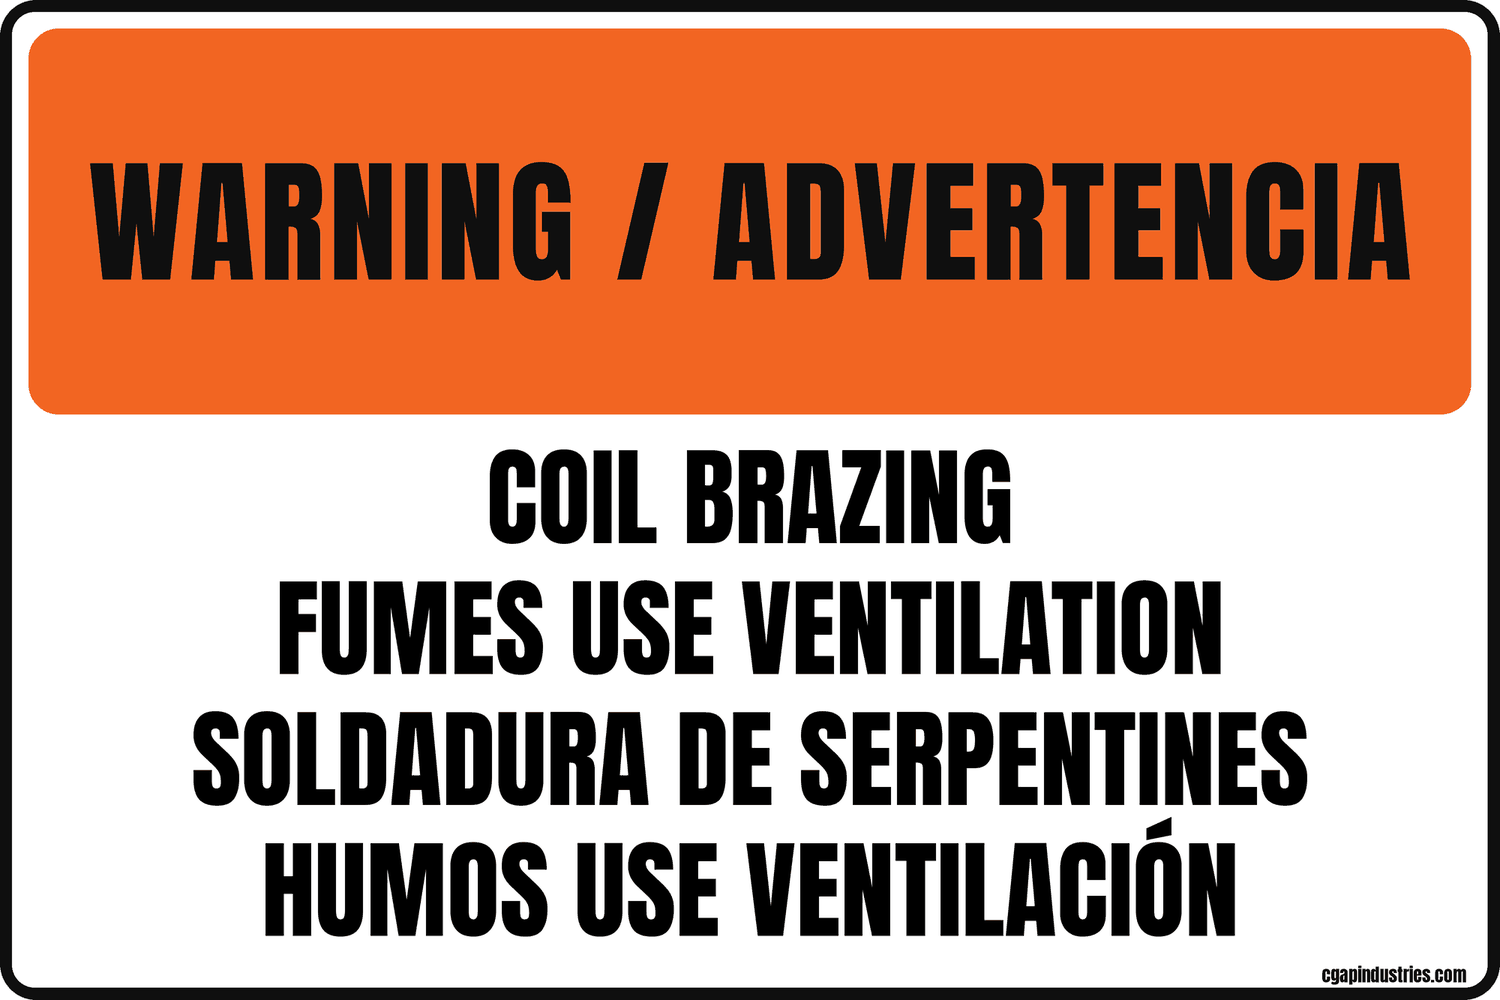 WARNING / ADVERTENCIA
COIL BRAZING
FUMES USE VENTILATION
SOLDADURA DE SERPENTINES
HUMOS USE VENTILACIÓN
cgapindustries.com